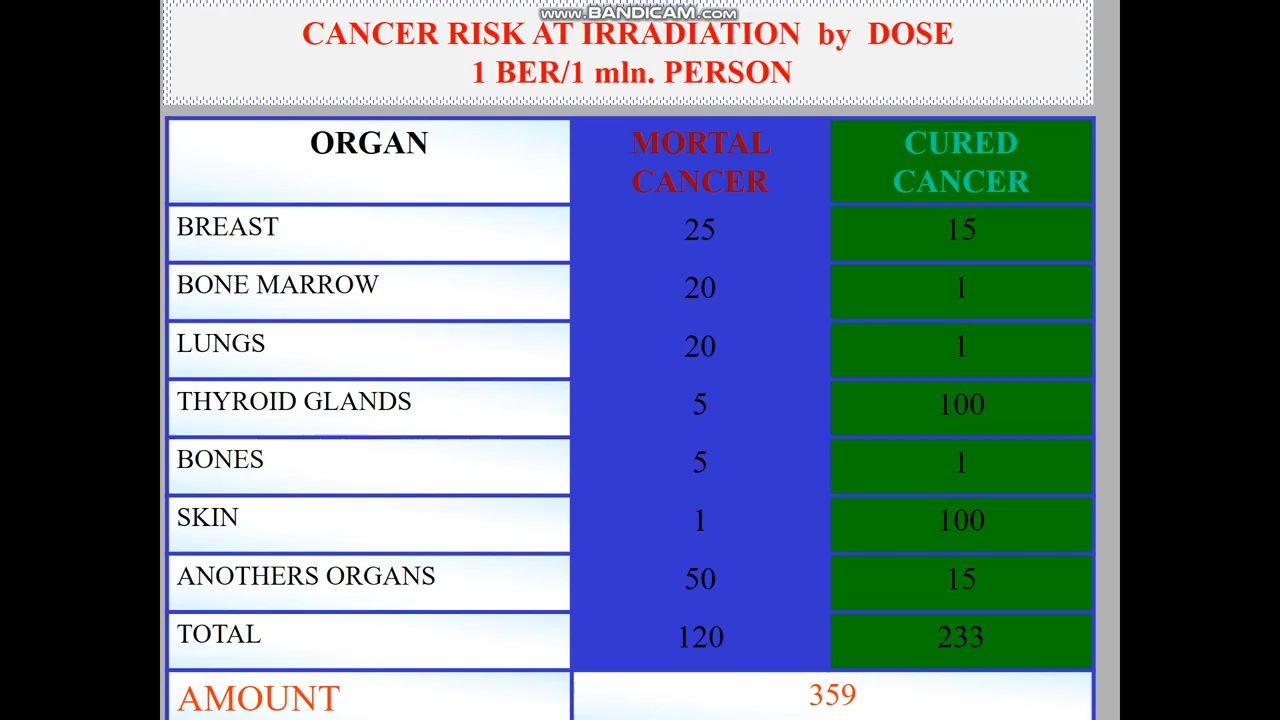 www.BANDICAM.com
CANCER RISK AT IRRADIATION by DOSE
1 BER/1 mln. PERSON
ORGAN MORTAL CANCER CURED CANCER
BREAST 25 15
BONE MARROW 20 1
LUNGS 20 1
THYROID GLANDS 5 100
BONES 5 1
SKIN 1 100
ANOTHERS ORGANS 50 15
TOTAL 120 233
AMOUNT 359